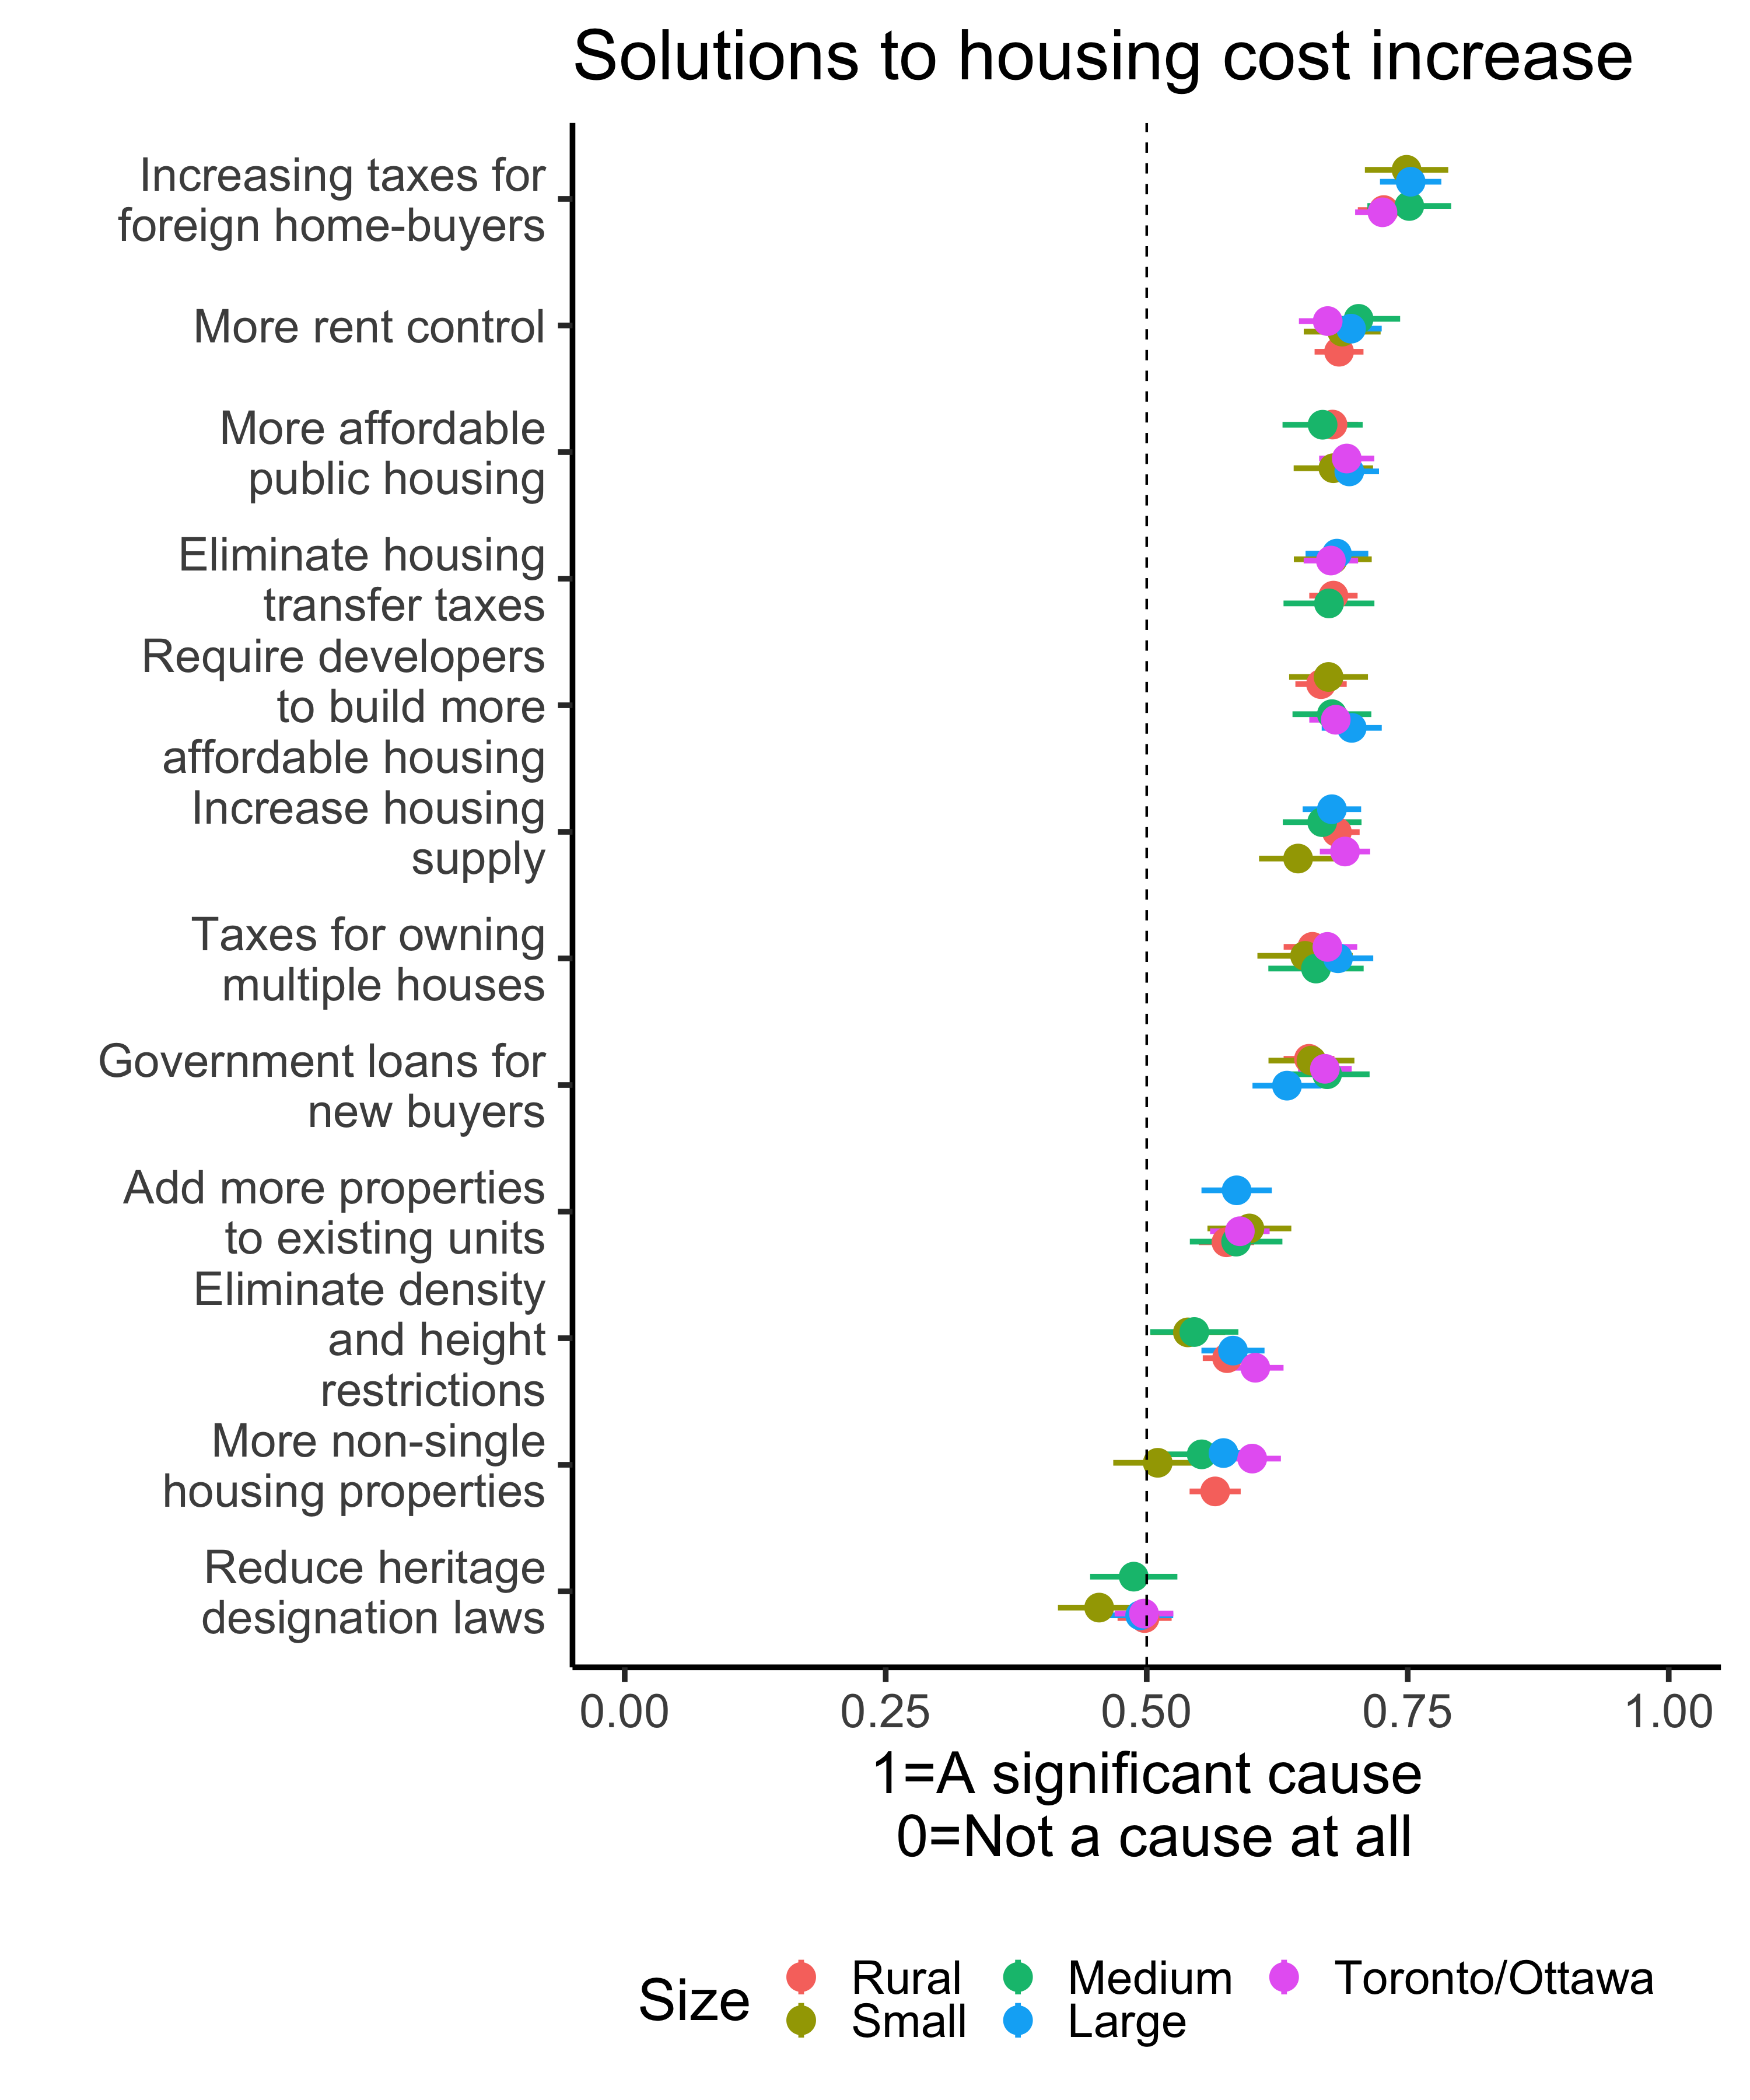 Solutions to housing cost increase
Increasing taxes for
foreign home-buyers
More rent control
More affordable
public housing
Eliminate housing
transfer taxes
Require developers
to build more
affordable housing
Increase housing
supply
Taxes for owning
multiple houses
Government loans for
new buyers
Add more properties
to existing units
Eliminate density
and height
restrictions
More non-single
housing properties
Reduce heritage
designation laws
0.00 0.25 0.50 0.75 1.00
1=A significant cause
0=Not a cause at all
Size
Rural Medium Toronto/Ottawa
Small Large